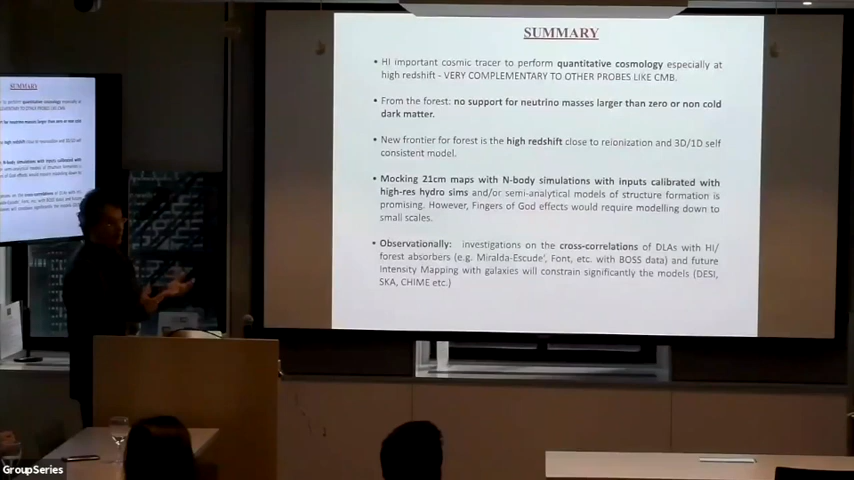 SUMMARY
• HI important cosmic tracer to perform quantitative cosmology especially at
high redshift - VERY COMPLEMENTARY TO OTHER PROBES LIKE CMB.
• From the forest: no support for neutrino masses larger than zero or non cold
dark matter.
• New frontier for forest is the high redshift close to reionization and 3D/1D self
consistent model.
• Mocking 21cm maps with N-body simulations with inputs calibrated with
high-res hydro sims and/or semi-analytical models of structure formation is
promising. However, Fingers of God effects would require modelling down to
small scales.
• Observationally: investigations on the cross-correlations of DLAs with HI/
forest absorbers (e.g. Miralda-Escude', Font, etc. with BOSS data) and future
Intensity Mapping with galaxies will constrain significantly the models (DESI,
SKA, CHIME etc.)
SUMMARY
GroupSeries